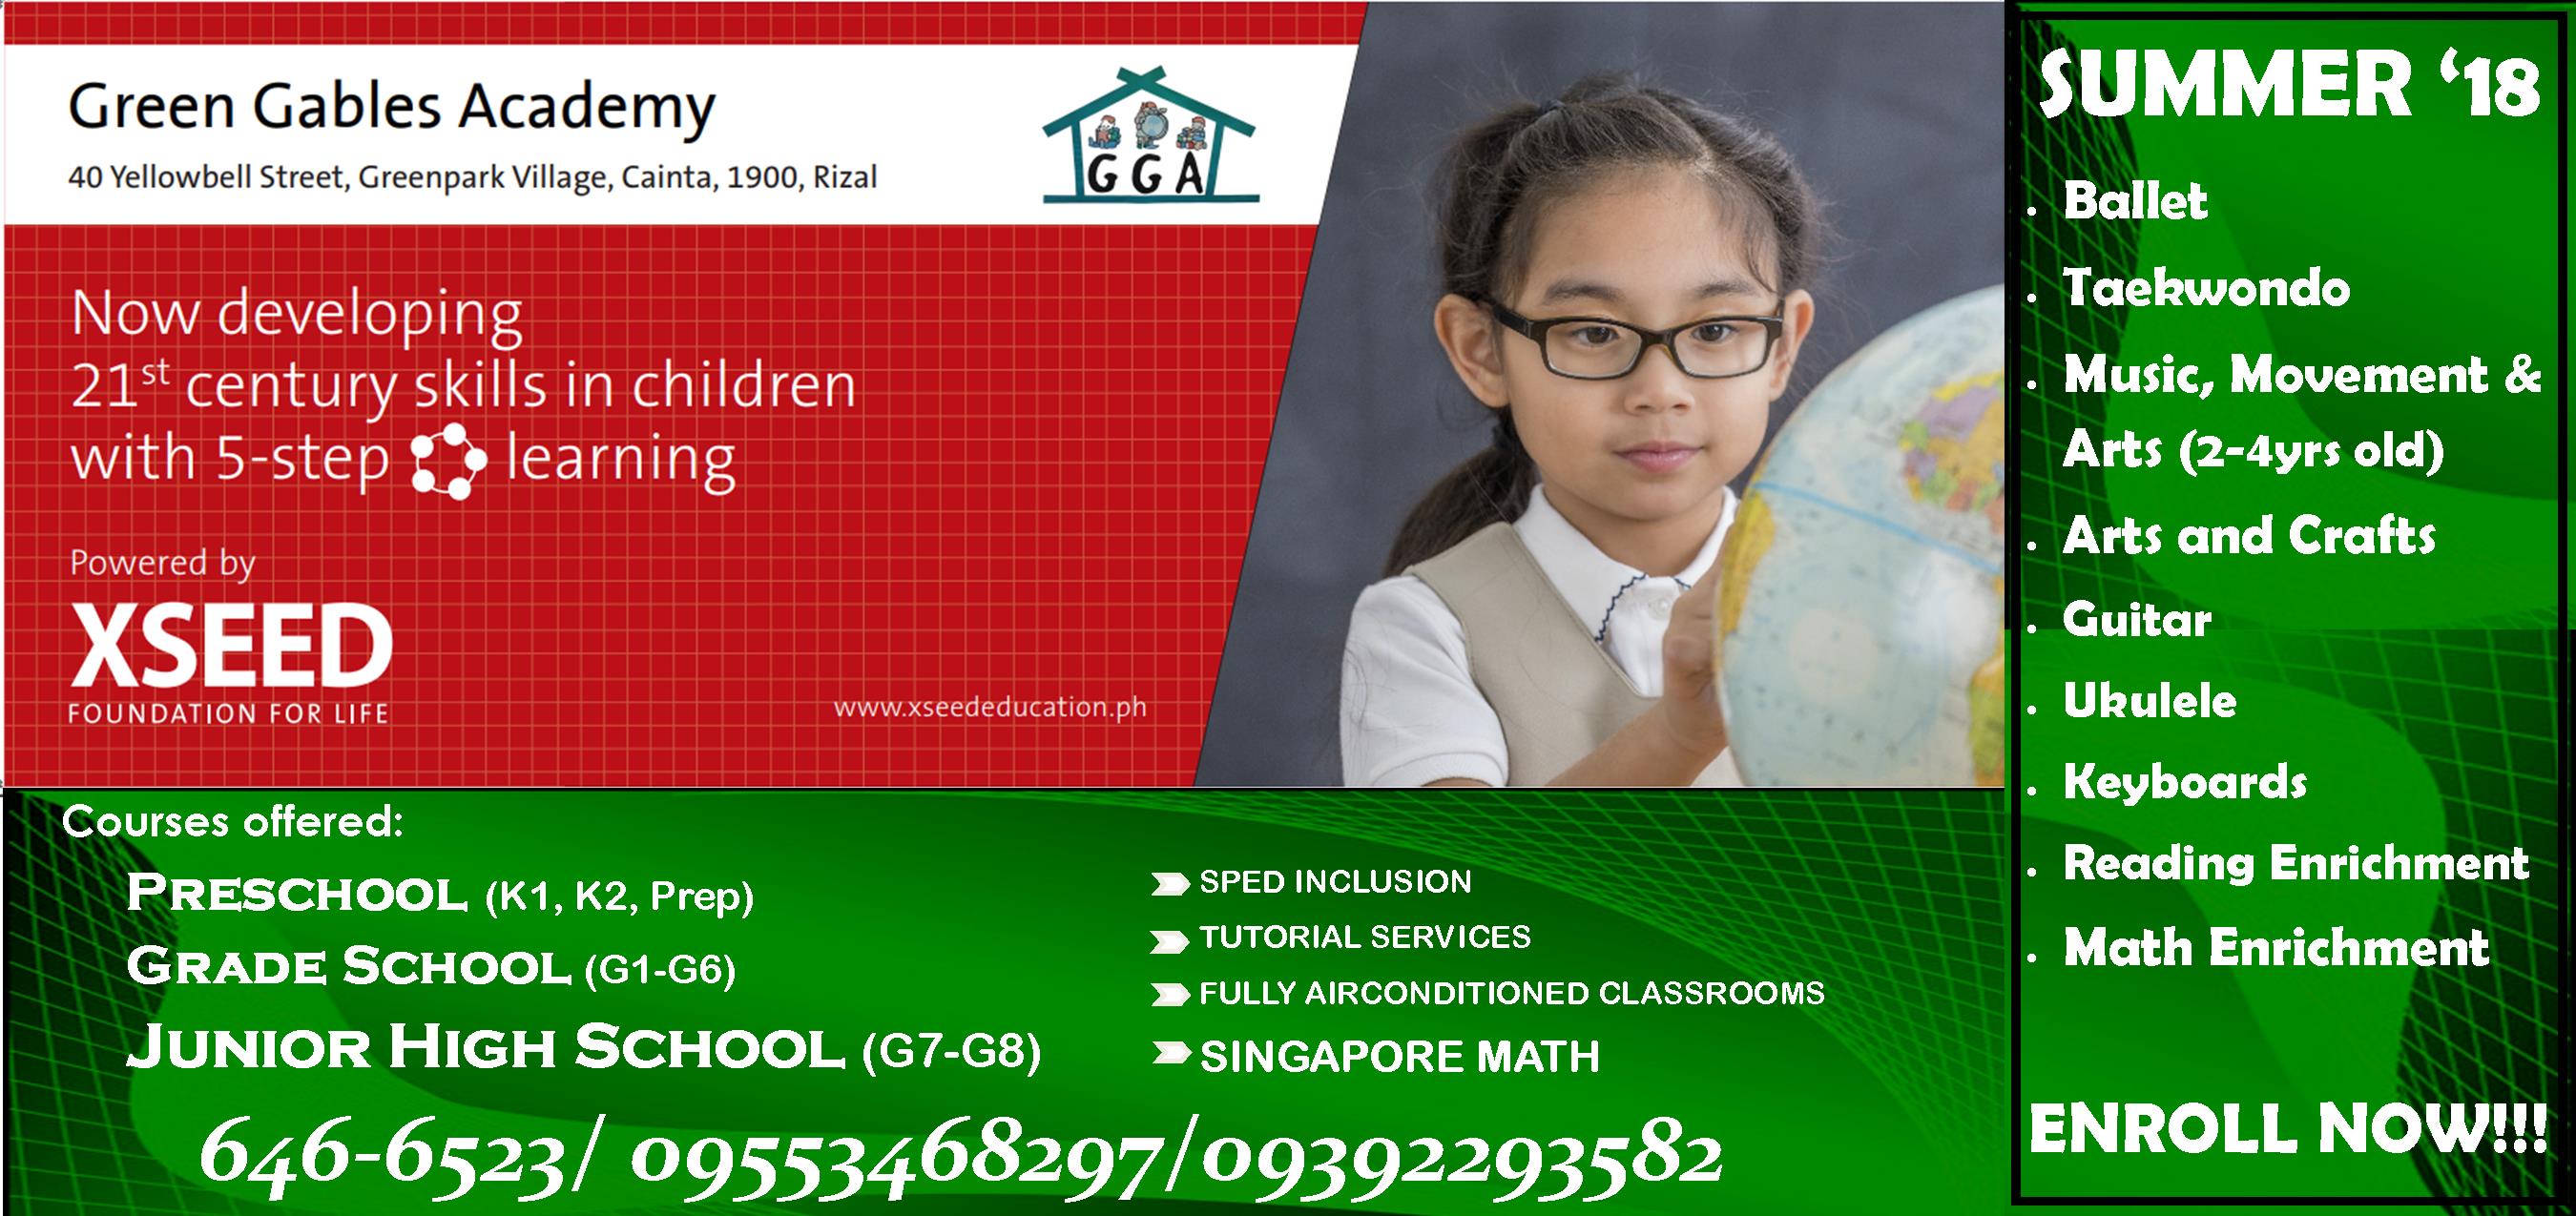 Green Gables Academy
40 Yellowbell Street, Greenpark Village, Cainta, 1900, Rizal
GGA
Now developing
21st century skills in children
with 5-step learning
Powered by
XSEED
FOUNDATION FOR LIFE
www.xseededucation.ph
Courses offered:
PRESCHOOL (K1, K2, Prep)
GRADE SCHOOL (G1-G6)
JUNIOR HIGH SCHOOL (G7-G8)
SPED INCLUSION
TUTORIAL SERVICES
FULLY AIRCONDITIONED CLASSROOMS
SINGAPORE MATH
646-6523/ 09553468297/09392293582
SUMMER ‘18
. Ballet
. Taekwondo
. Music, Movement &
Arts (2-4yrs old)
. Arts and Crafts
. Guitar
. Ukulele
. Keyboards
. Reading Enrichment
. Math Enrichment
ENROLL NOW!!!